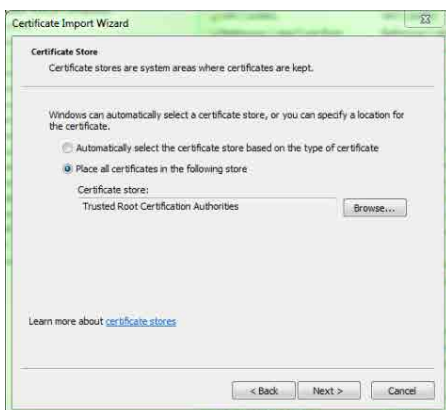 Certificate Import Wizard
Certificate Store
Certificate stores are system areas where certificates are kept.
Windows can automatically select a certificate store, or you can specify a location for
the certificate.
Automatically select the certificate store based on the type of certificate
Place all certificates in the following store
Certificate store:
Trusted Root Certification Authorities
Browse...
Learn more about certificate stores
< Back
Next >
Cancel